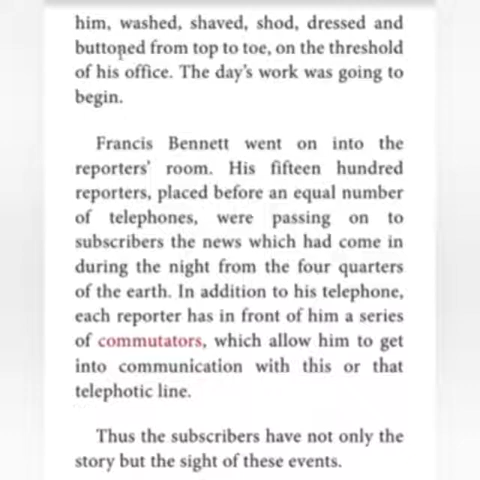 him, washed, shaved, shod, dressed and
buttoned from top to toe, on the threshold
of his office. The day's work was going to
begin.
Francis Bennett went on into the
reporters' room. His fifteen hundred
reporters, placed before an equal number
of telephones, were passing on to
subscribers the news which had come in
during the night from the four quarters
of the earth. In addition to his telephone,
each reporter has in front of him a series
of commutators, which allow him to get
into communication with this or that
telephotic line.
Thus the subscribers have not only the
story but the sight of these events.